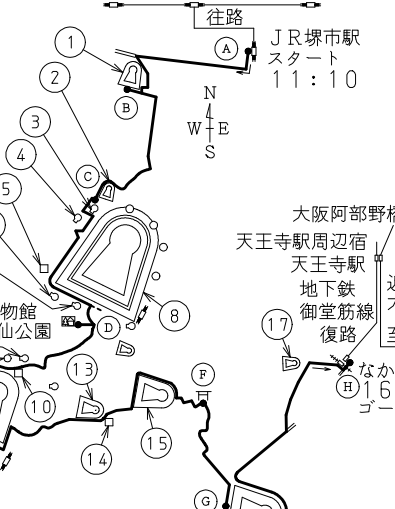 往路
JR堺市駅
スタート
11:10
A
1
B
2
3
4
5
C
N
W E
S
大阪阿部野橋
天王寺駅周辺宿
天王寺駅
地下鉄
御堂筋線
復路
物館
仙公園
D
8
17
至
なか
16
ゴー
H
F
10
13
14
15
G